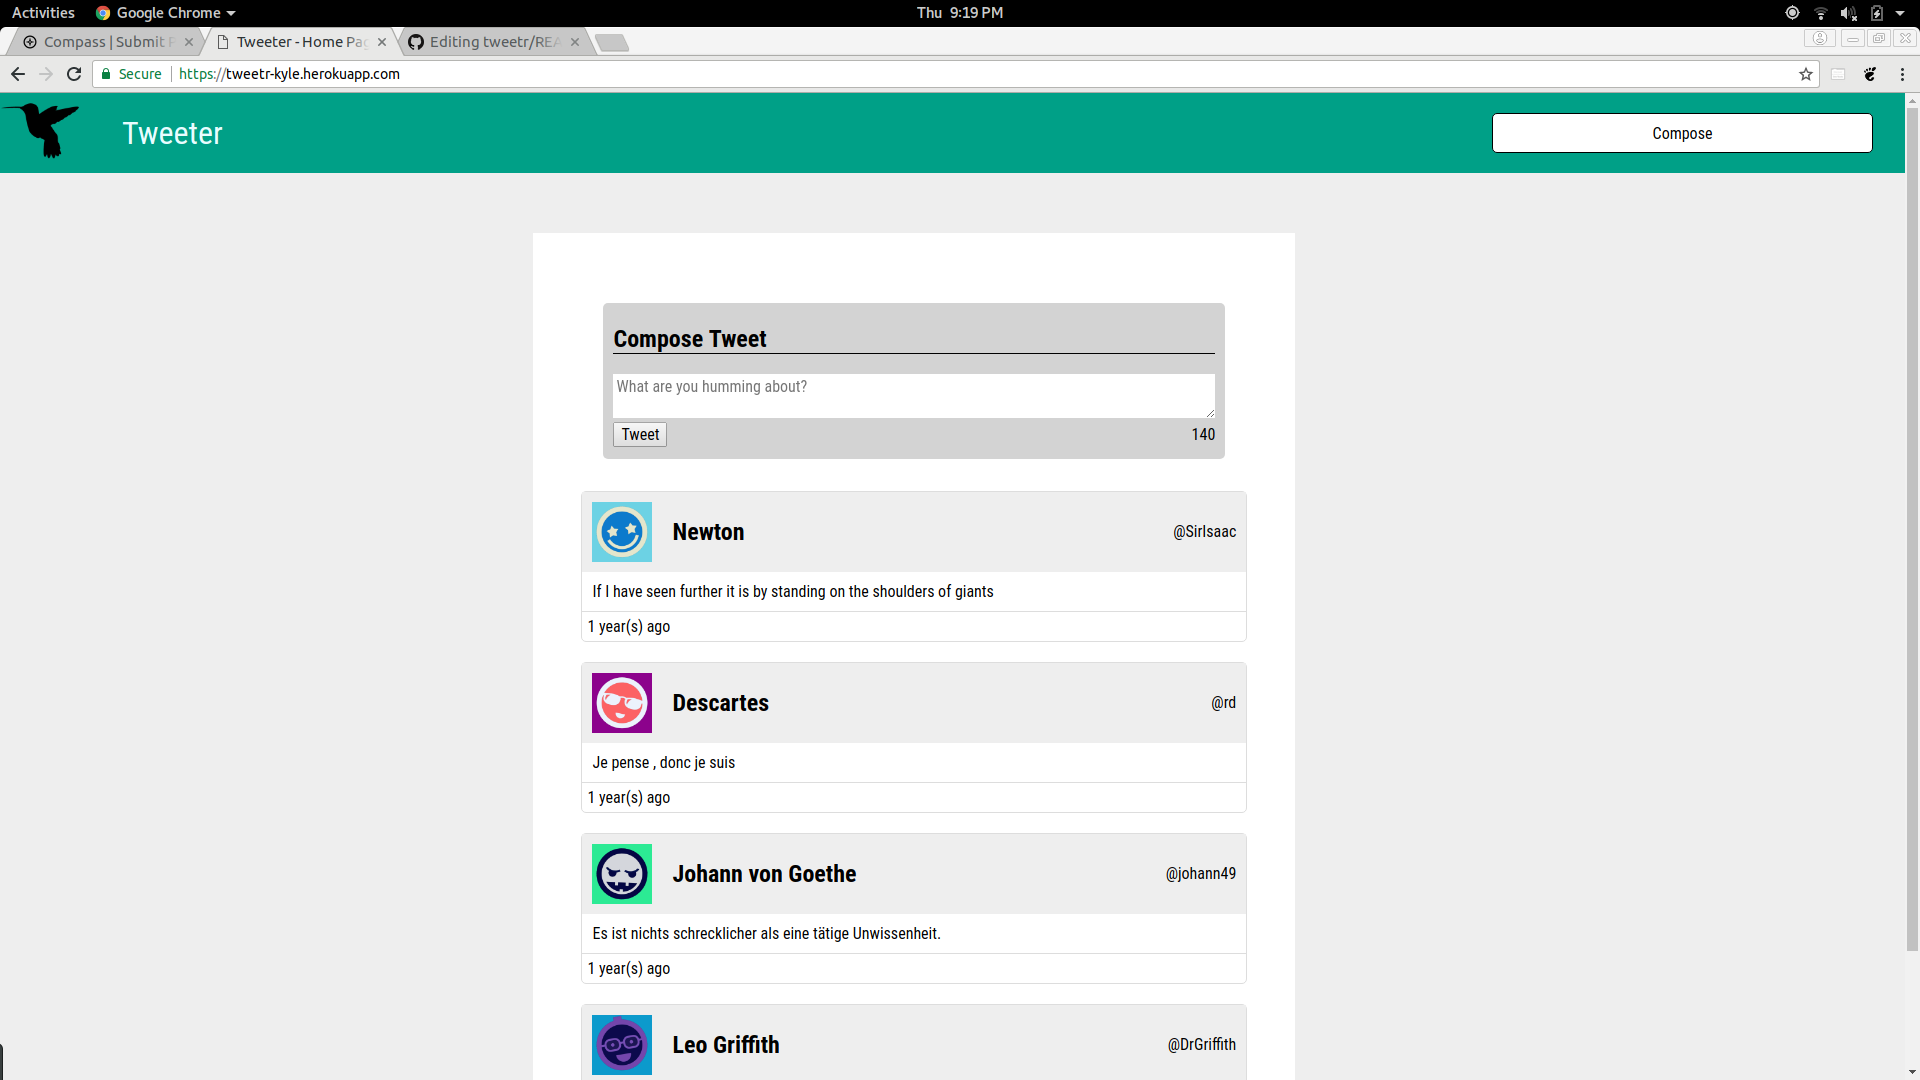 Activities Google Chrome Thu 9:19 PM
Compass | Submit P Tweeter - Home Pag Editing tweetr/REA
Secure https://tweetr-kyle.herokuapp.com
Tweeter Compose
Compose Tweet
What are you humming about?
Tweet 140
Newton @SirIsaac
If I have seen further it is by standing on the shoulders of giants
1 year(s) ago
Descartes @rd
Je pense , donc je suis
1 year(s) ago
Johann von Goethe @johann49
Es ist nichts schrecklicher als eine tätige Unwissenheit.
1 year(s) ago
Leo Griffith @DrGriffith